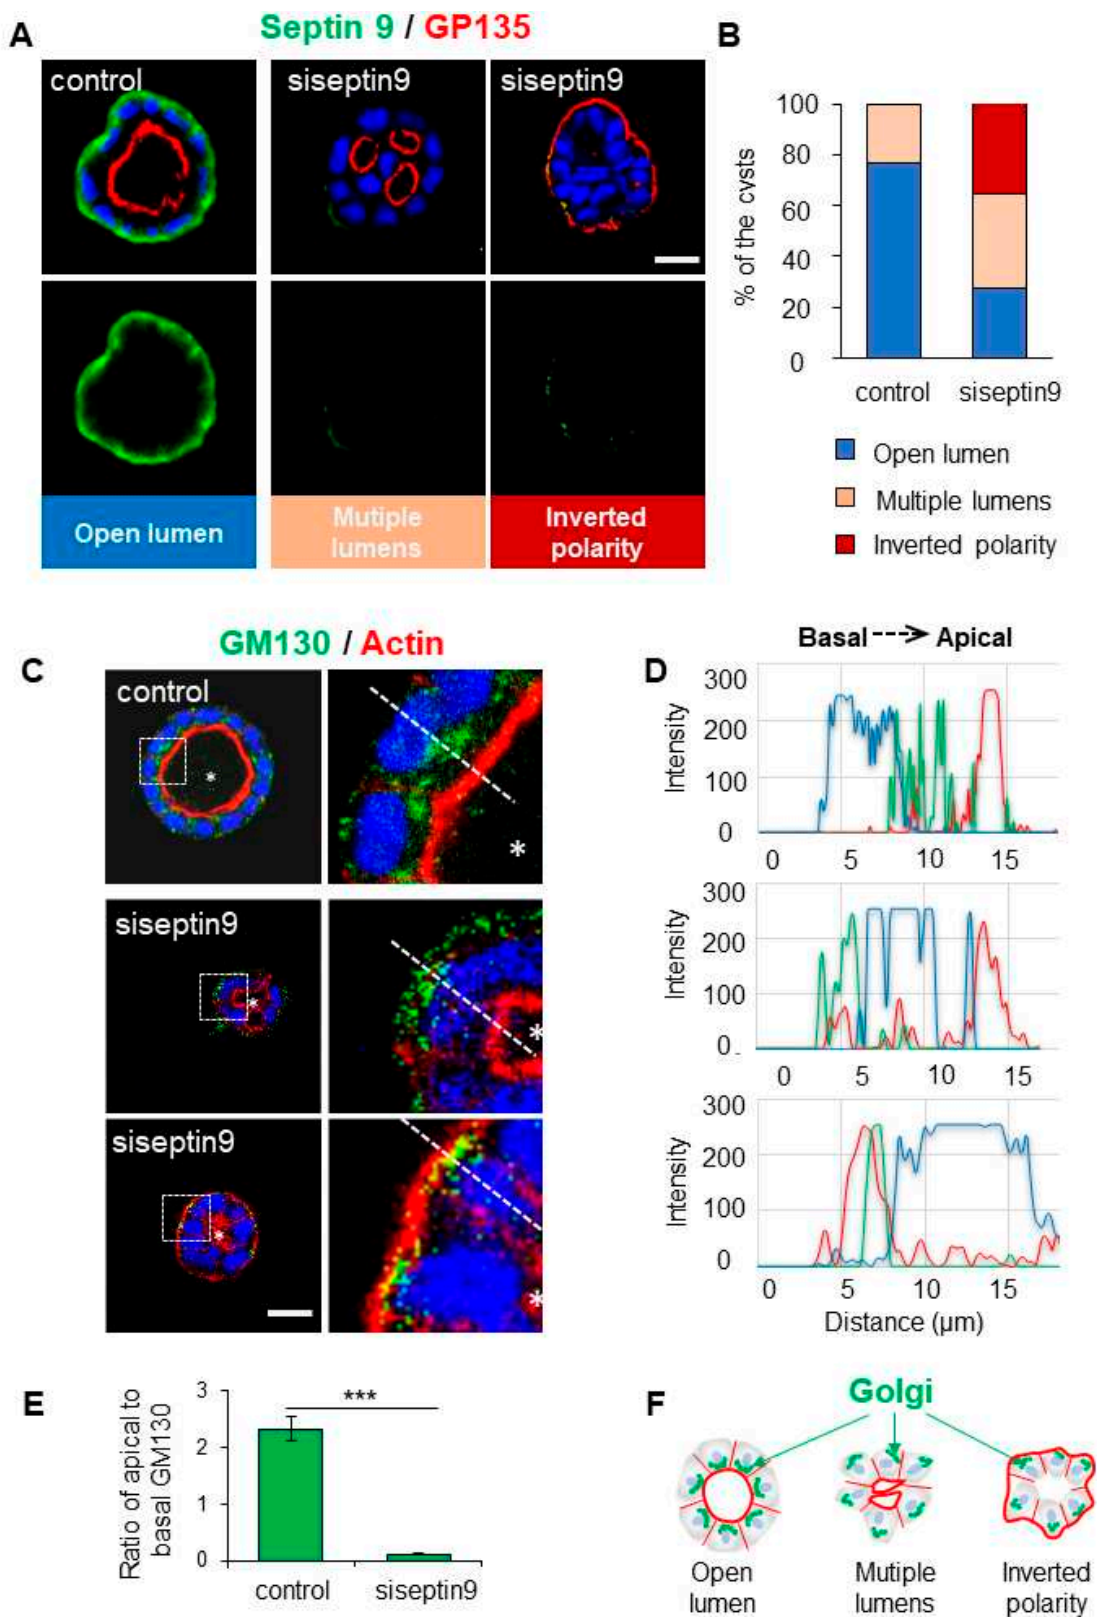 A
Septin 9 / GP135
control
siseptin9
siseptin9
Open lumen
Mutiple
lumens
Inverted
polarity
B
% of the cysts
100
80
60
40
20
0
control
siseptin9
Open lumen
Multiple lumens
Inverted polarity
C
GM130 / Actin
control
*
*
siseptin9
*
*
siseptin9
*
*
D
Basal
Apical
Intensity
300
200
100
0
0 5 10 15
Intensity
300
200
100
0
0 5 10 15
Intensity
300
200
100
0
0 5 10 15
Distance (μm)
E
Ratio of apical to
basal GM130
3
2
1
0
***
control
siseptin9
F
Golgi
Open
lumen
Mutiple
lumens
Inverted
polarity